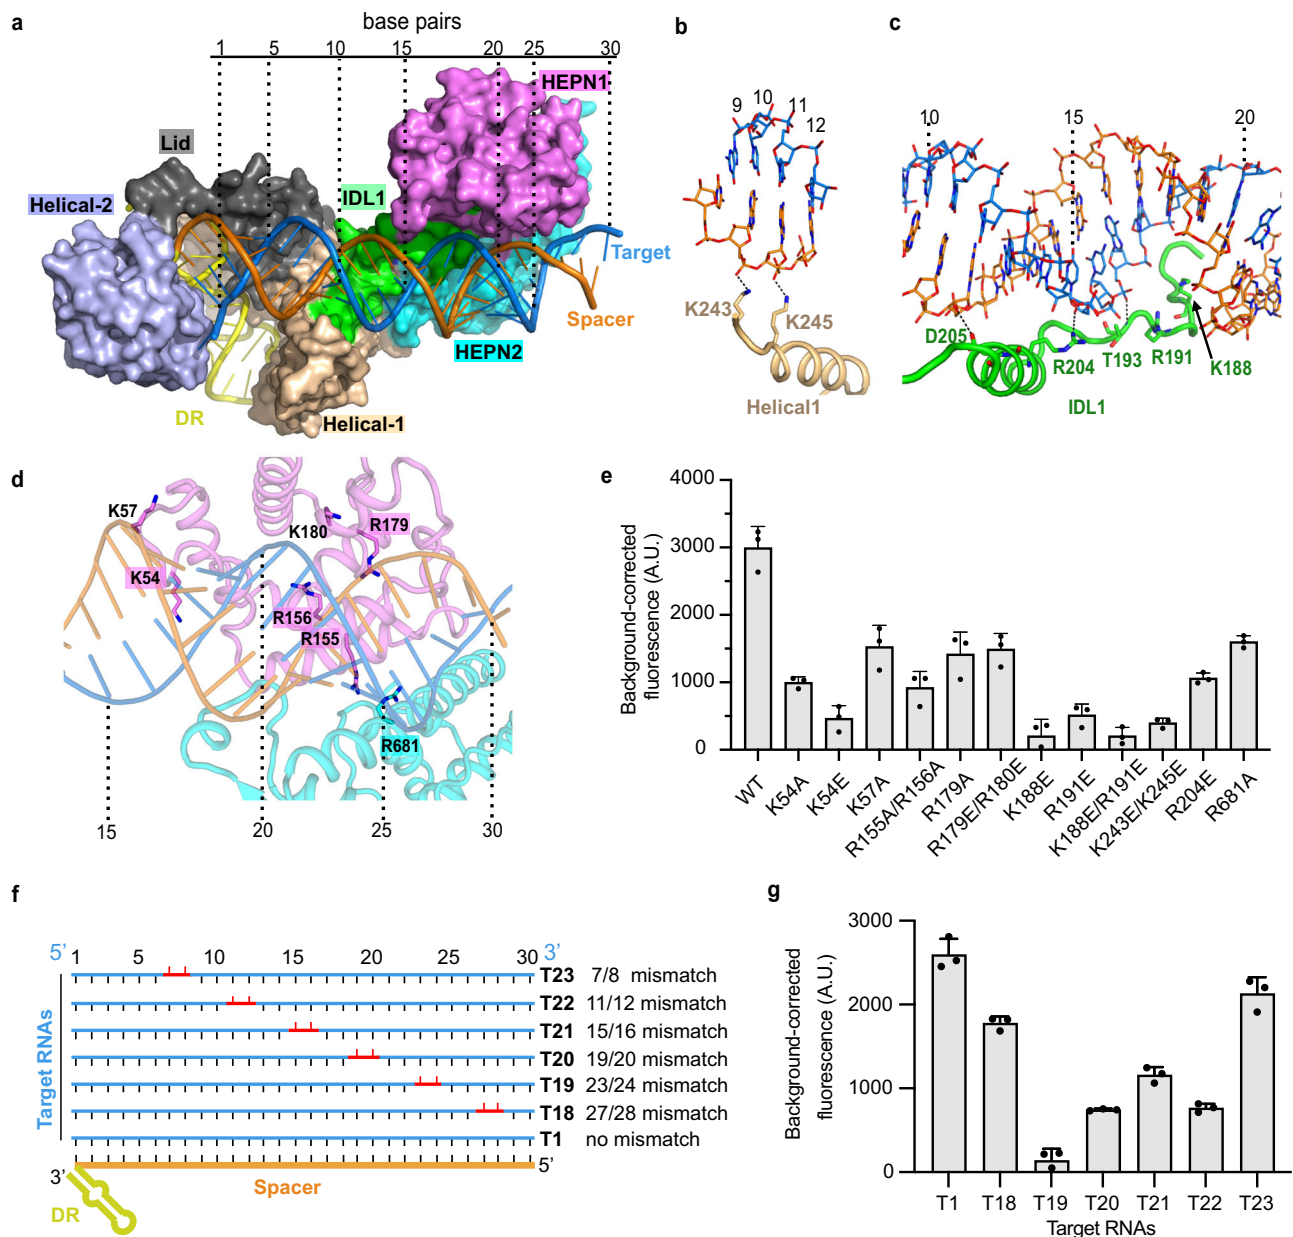 a
base pairs
1 5 10 15 20 25 30
HEPN1
Lid
Helical-2
IDL1
Target
Spacer
HEPN2
DR
Helical-1
b
9 10 11 12
K243
K245
Helical1
c
10 15 20
D205
R204 T193 R191 K188
IDL1
d
K57
K180 R179
K54
R156
R155
R681
15 20 25 30
e
Background-corrected
fluorescence (A.U.)
4000
3000
2000
1000
0
WT K54A K54E K57A R155A/R156A R179A R179E/R180E K188E R191E K188E/R191E K243E/K245E R204E R681A
f
5’ 1 5 10 15 20 30 3’
Target RNAs
T23 7/8 mismatch
T22 11/12 mismatch
T21 15/16 mismatch
T20 19/20 mismatch
T19 23/24 mismatch
T18 27/28 mismatch
T1 no mismatch
3’ 5’
Spacer
DR
g
Background-corrected
fluorescence (A.U.)
3000
2000
1000
0
T1 T18 T19 T20 T21 T22 T23
Target RNAs